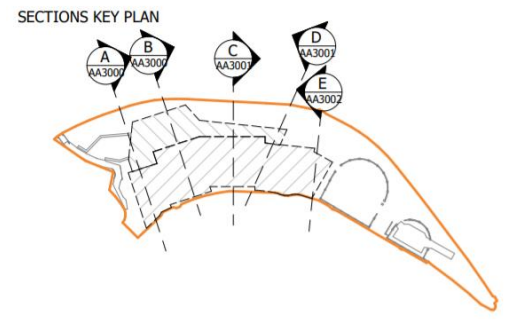 SECTIONS KEY PLAN
A
AA3000
B
AA3000
C
AA3001
D
AA3001
E
AA3002